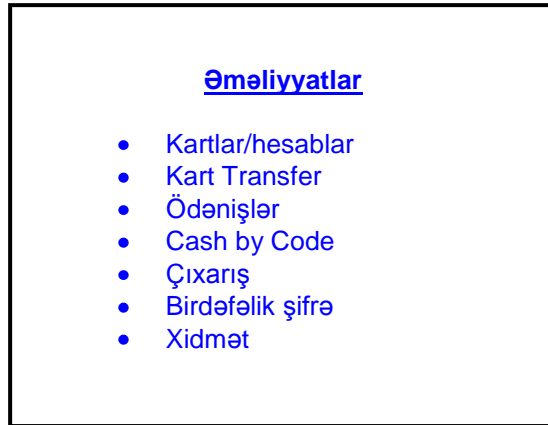 Əməliyyatlar
• Kartlar/hesablar
• Kart Transfer
• Ödənişlər
• Cash by Code
• Çıxarış
• Birdəfəlik şifrə
• Xidmət